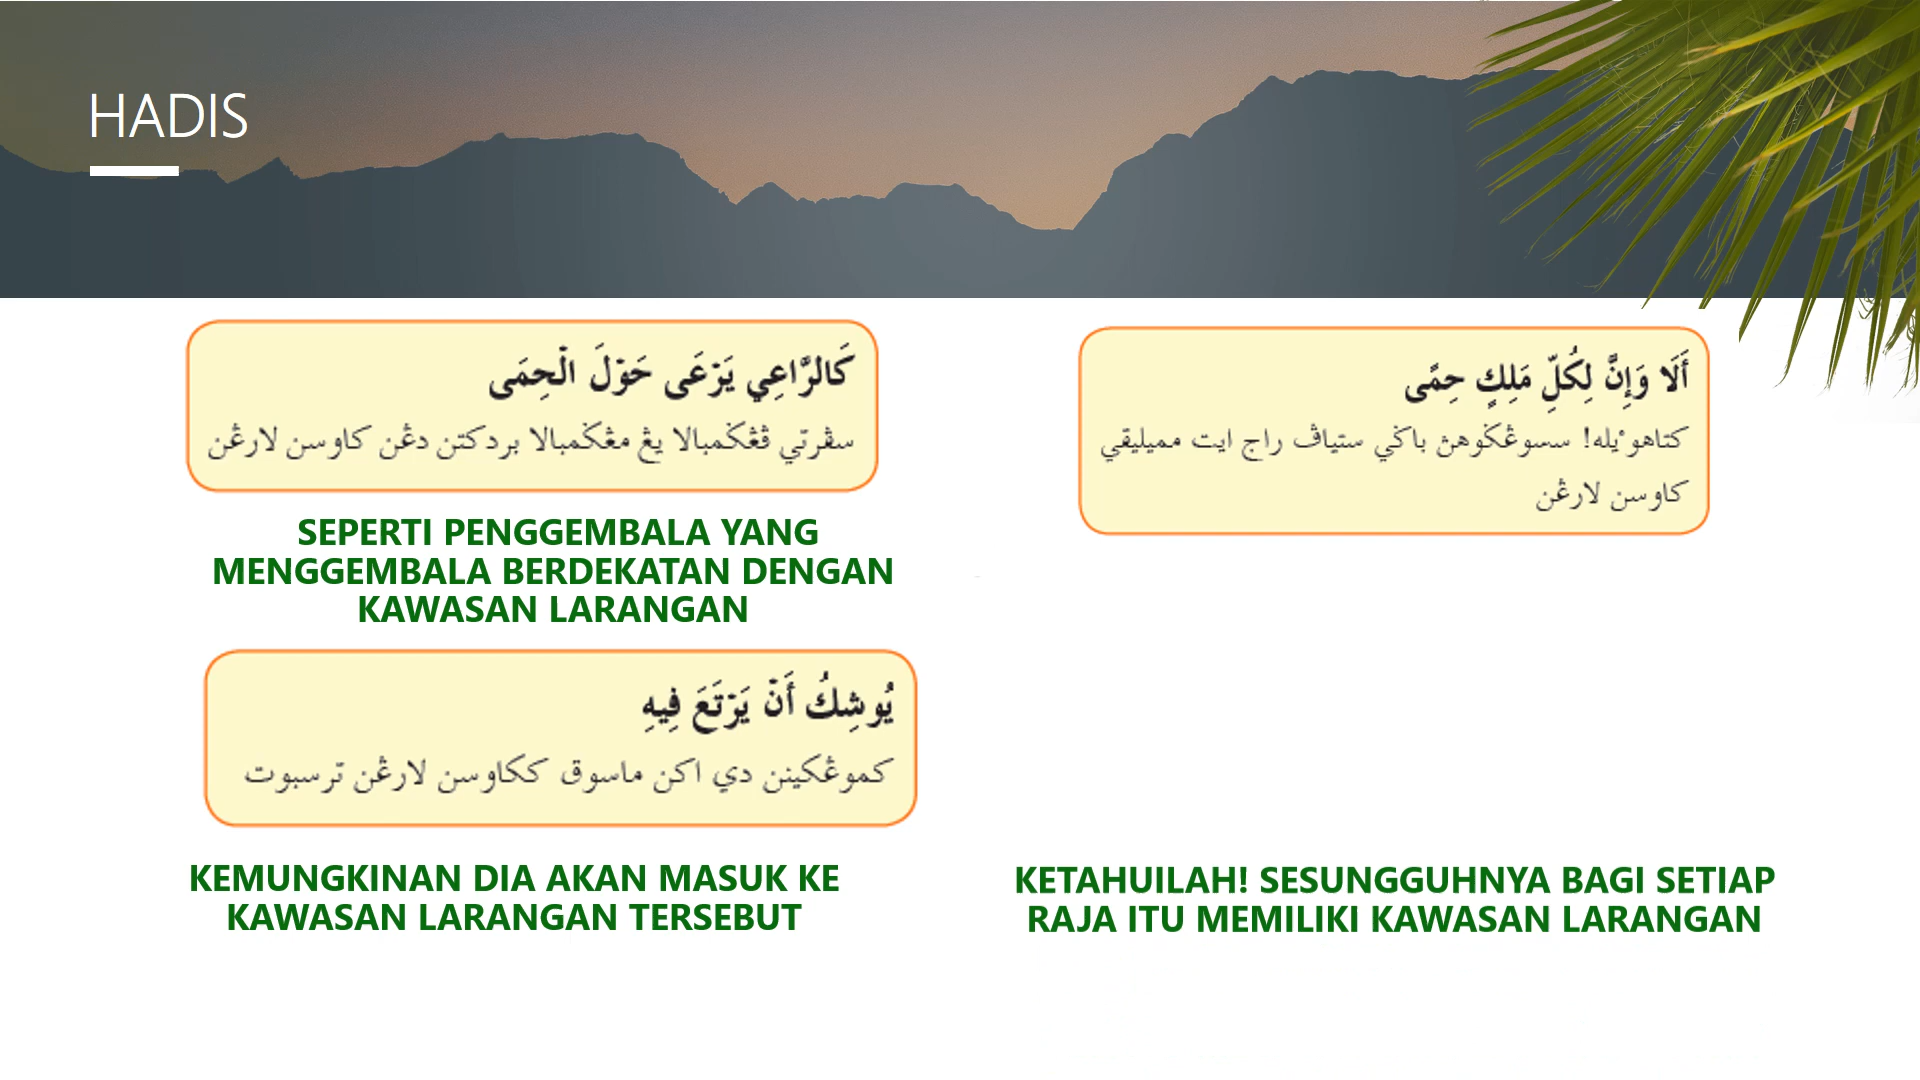 HADIS
كَالرَّاعِي يَرْعَى حَوْلَ الْحِمَى
سڤرتي ڤڠݢمبالا يڠ مڠݢمبالا بردكتن دڠن كاوسن لارڠن
SEPERTI PENGGEMBALA YANG
MENGGEMBALA BERDEKATAN DENGAN
KAWASAN LARANGAN
يُوشِكُ أَنْ يَرْتَعَ فِيهِ
كموڠكينن دي اكن ماسوق ككاوسن لارڠن ترسبوت
KEMUNGKINAN DIA AKAN MASUK KE
KAWASAN LARANGAN TERSEBUT
أَلَا وَإِنَّ لِكُلِّ مَلِكٍ حِمًى
كتاهوءيله! سسوڠݢوهڽ باݢي ستياڤ راج ايت مميليقي
كاوسن لارڠن
KETAHUILAH! SESUNGGUHNYA BAGI SETIAP
RAJA ITU MEMILIKI KAWASAN LARANGAN